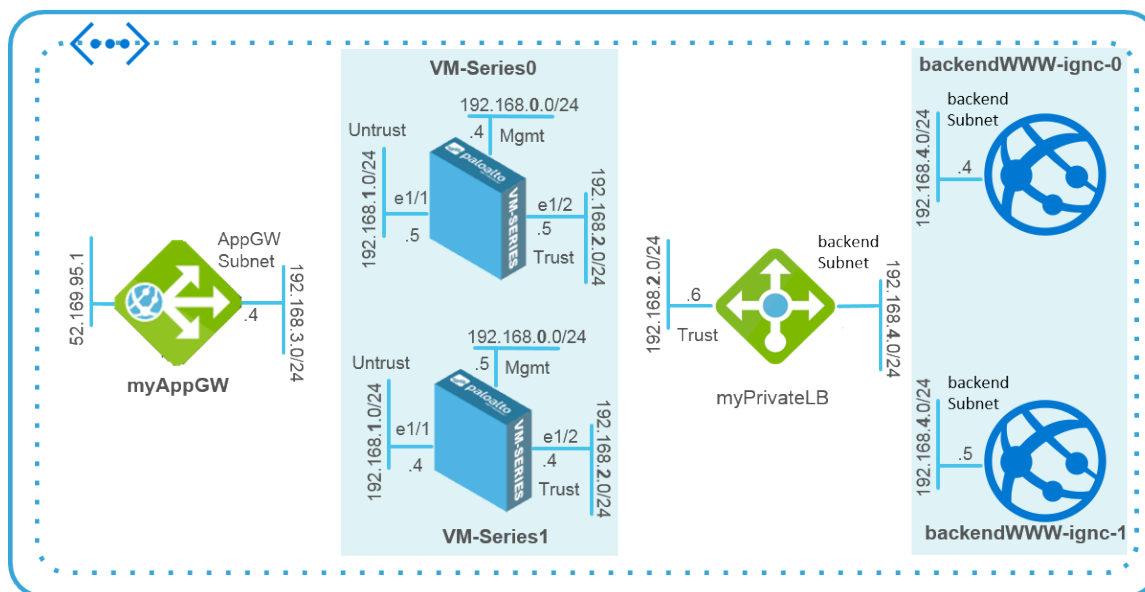 52.169.95.1
AppGW
Subnet
.4
192.168.3.0/24
myAppGW
VM-Series0
192.168.0.0/24
.4
Mgmt
Untrust
192.168.1.0/24
e1/1
.5
paloalto
VM-SERIES
e1/2
.5
Trust
192.168.2.0/24
192.168.0.0/24
.5
Mgmt
Untrust
192.168.1.0/24
e1/1
.4
paloalto
VM-SERIES
e1/2
.4
Trust
192.168.2.0/24
VM-Series1
192.168.2.0/24
.6
Trust
backend
Subnet
192.168.4.0/24
myPrivateLB
backendWWW-ignc-0
backend
Subnet
192.168.4.0/24
.4
backend
Subnet
192.168.4.0/24
.5
backendWWW-ignc-1